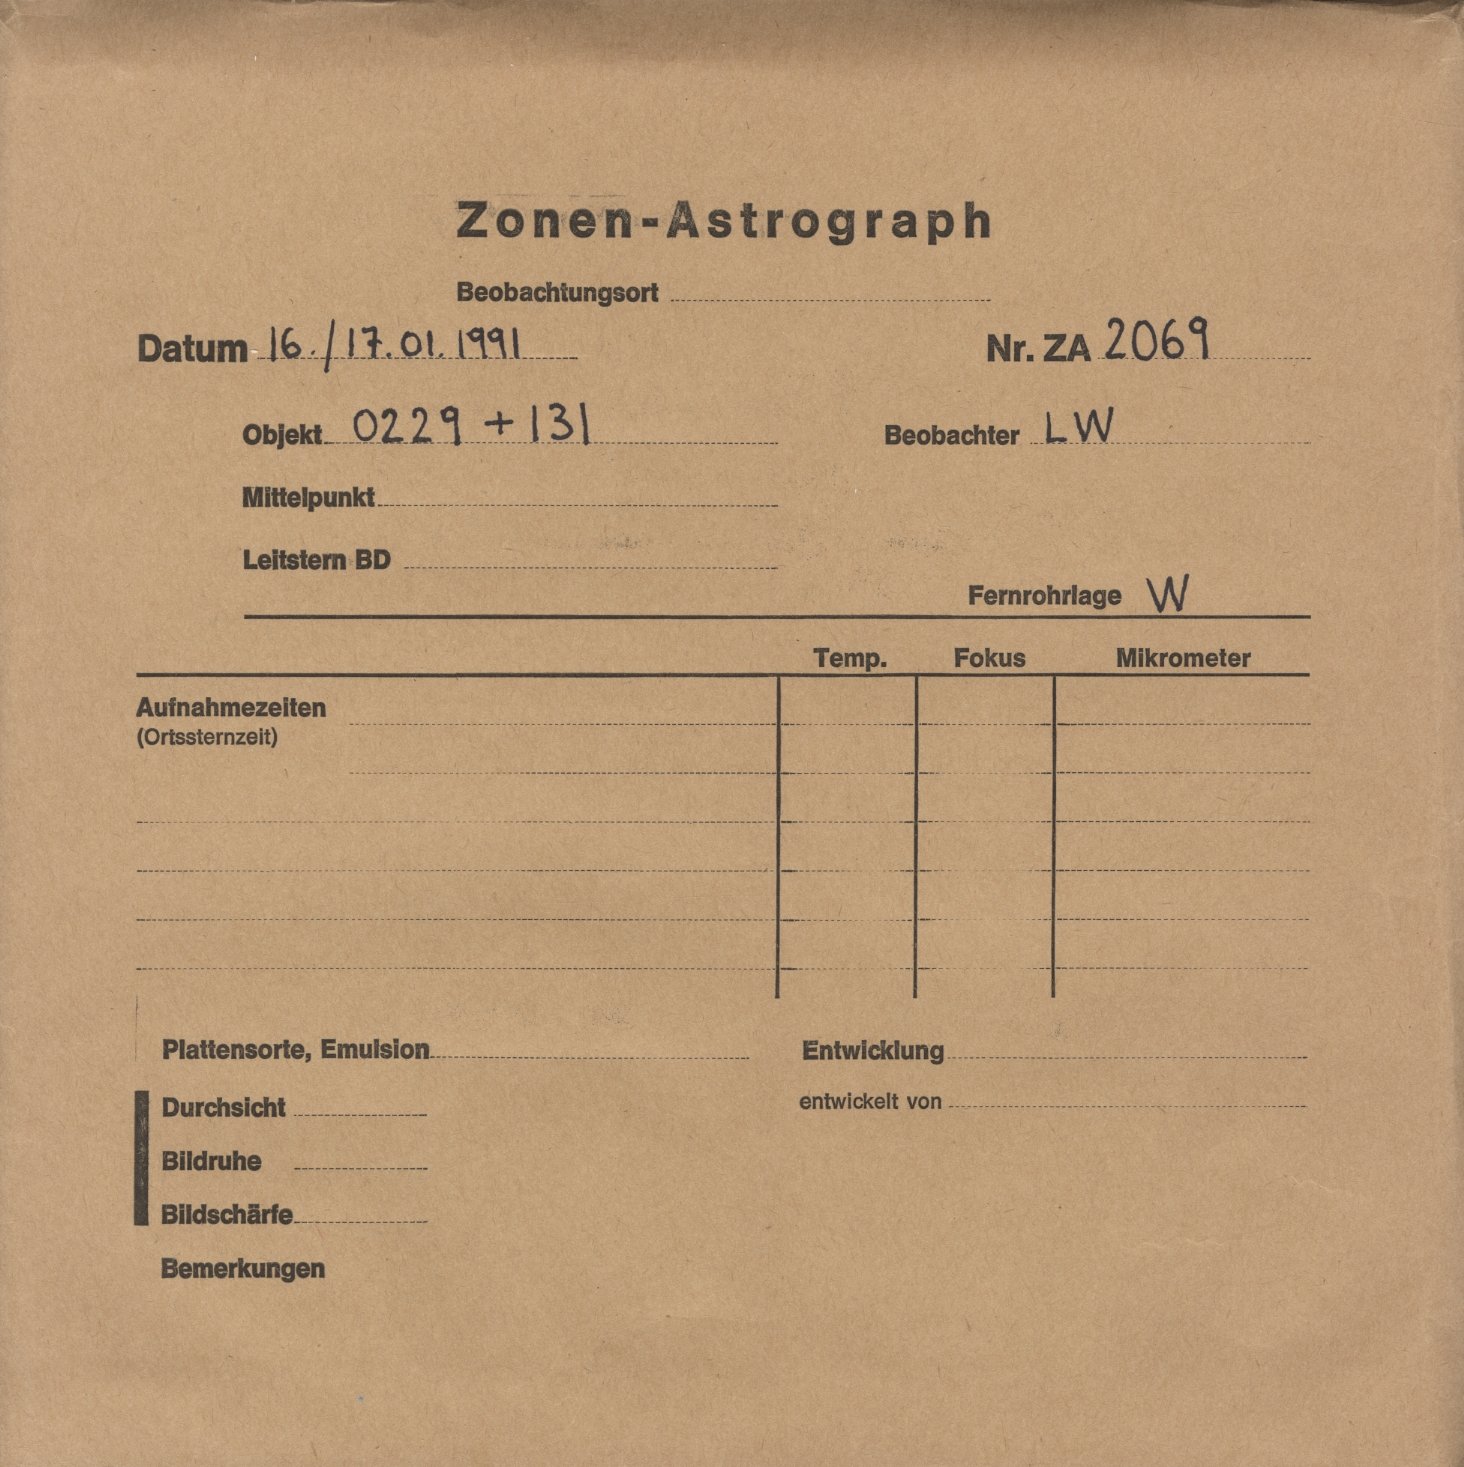 Zonen-Astrograph
Beobachtungsort
Datum 16./17.01.1991 Nr. ZA 2069
Objekt 0229 + 131 Beobachter LW
Mittelpunkt
Leitstern BD
Fernrohrlage W
Temp. Fokus Mikrometer
Aufnahmezeiten
(Ortssternzeit)
Plattensorte, Emulsion Entwicklung
Durchsicht entwickelt von
Bildruhe
Bildschärfe
Bemerkungen